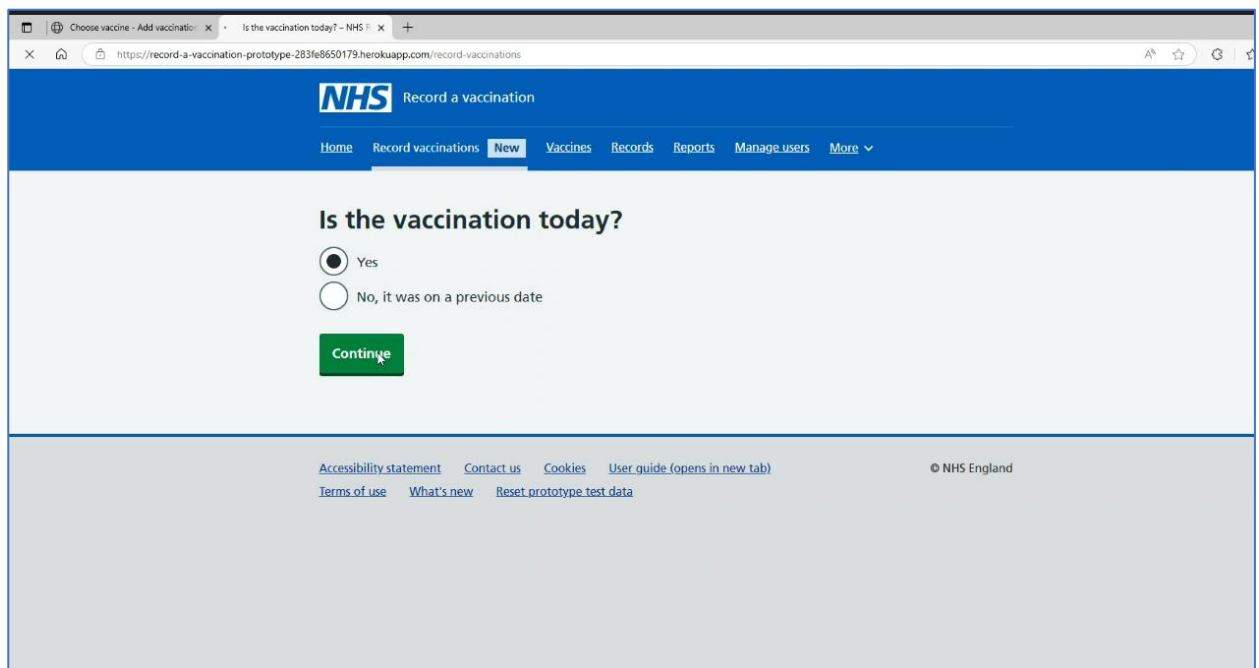 Choose vaccine - Add vaccination
Is the vaccination today? – NHS R
https://record-a-vaccination-prototype-283fe8650179.herokuapp.com/record-vaccinations
NHS Record a vaccination
Home Record vaccinations New Vaccines Records Reports Manage users More
Is the vaccination today?
Yes
No, it was on a previous date
Continue
Accessibility statement Contact us Cookies User guide (opens in new tab) © NHS England
Terms of use What's new Reset prototype test data